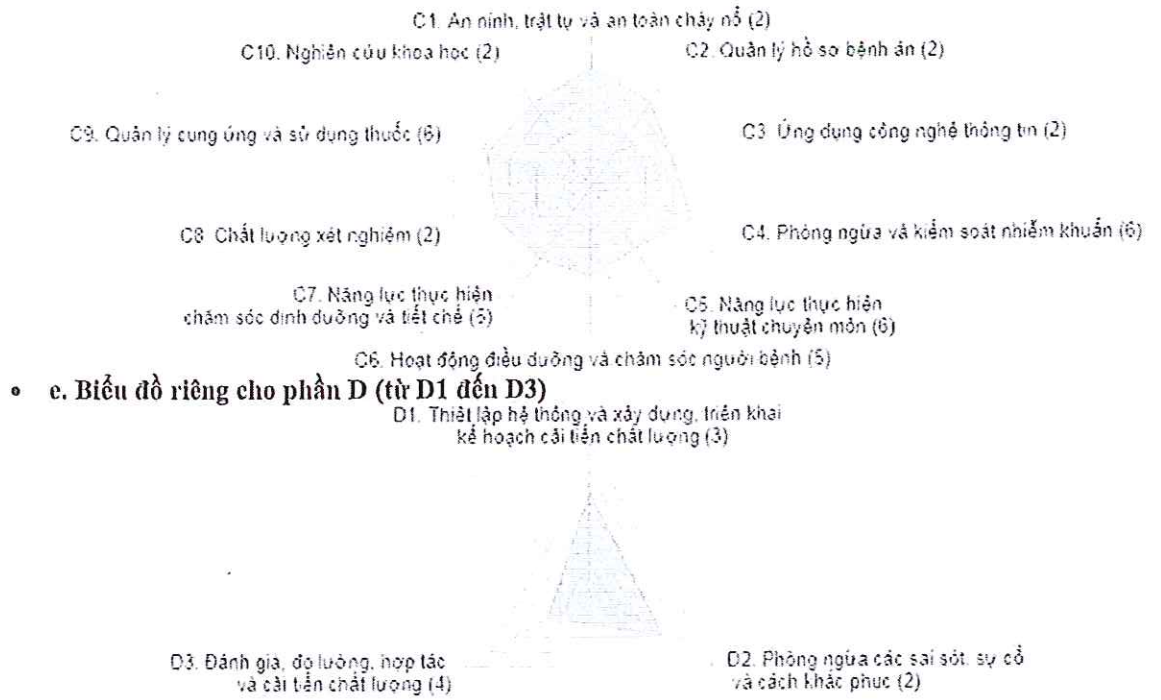 C1. An ninh, trật tự và an toàn cháy nổ (2)
C10. Nghiên cứu khoa học (2)
C2. Quản lý hồ sơ bệnh án (2)
C9. Quản lý cung ứng và sử dụng thuốc (6)
C3 Ứng dụng công nghệ thông tin (2)
C8 Chất lượng xét nghiệm (2)
C4. Phòng ngừa và kiểm soát nhiễm khuẩn (6)
C7. Năng lực thực hiện
chăm sóc dinh dưỡng và tiết chế (5)
C5. Năng lực thực hiện
kỹ thuật chuyên môn (6)
C6. Hoạt động điều dưỡng và chăm sóc người bệnh (5)
• e. Biểu đồ riêng cho phần D (từ D1 đến D3)
D1. Thiết lập hệ thống và xây dựng, triển khai
kế hoạch cải tiến chất lượng (3)
D3. Đánh giá, đo lường, hợp tác
và cải tiến chất lượng (4)
D2. Phòng ngừa các sai sót, sự cố
và cách khắc phục (2)